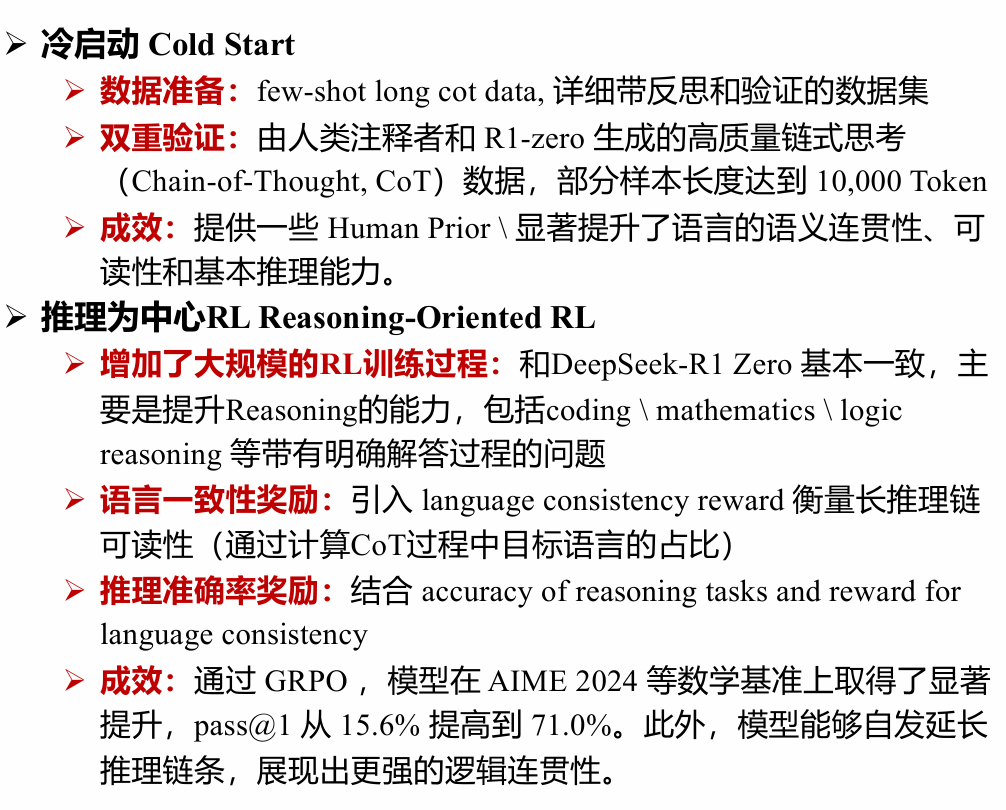 ➢ 冷启动 Cold Start
➢ 数据准备：few-shot long cot data, 详细带反思和验证的数据集
➢ 双重验证：由人类注释者和 R1-zero 生成的高质量链式思考
（Chain-of-Thought, CoT）数据，部分样本长度达到 10,000 Token
➢ 成效：提供一些 Human Prior \ 显著提升了语言的语义连贯性、可
读性和基本推理能力。
➢ 推理为中心RL Reasoning-Oriented RL
➢ 增加了大规模的RL训练过程：和DeepSeek-R1 Zero 基本一致，主
要是提升Reasoning的能力，包括coding \ mathematics \ logic
reasoning 等带有明确解答过程的问题
➢ 语言一致性奖励：引入 language consistency reward 衡量长推理链
可读性（通过计算CoT过程中目标语言的占比）
➢ 推理准确率奖励：结合 accuracy of reasoning tasks and reward for
language consistency
➢ 成效：通过 GRPO ，模型在 AIME 2024 等数学基准上取得了显著
提升，pass@1 从 15.6% 提高到 71.0%。此外，模型能够自发延长
推理链条，展现出更强的逻辑连贯性。